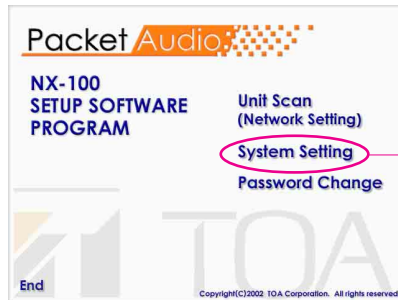 Packet Audio
NX-100
SETUP SOFTWARE
PROGRAM
Unit Scan
(Network Setting)
System Setting
Password Change
TOA
End
Copyright(C)2002 TOA Corporation. All rights reserved